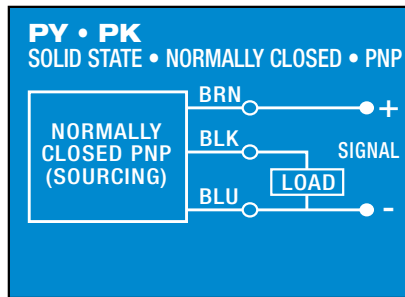 PY • PK
SOLID STATE • NORMALLY CLOSED • PNP
BRN
+
NORMALLY
CLOSED PNP
(SOURCING)
BLK
SIGNAL
LOAD
BLU
-